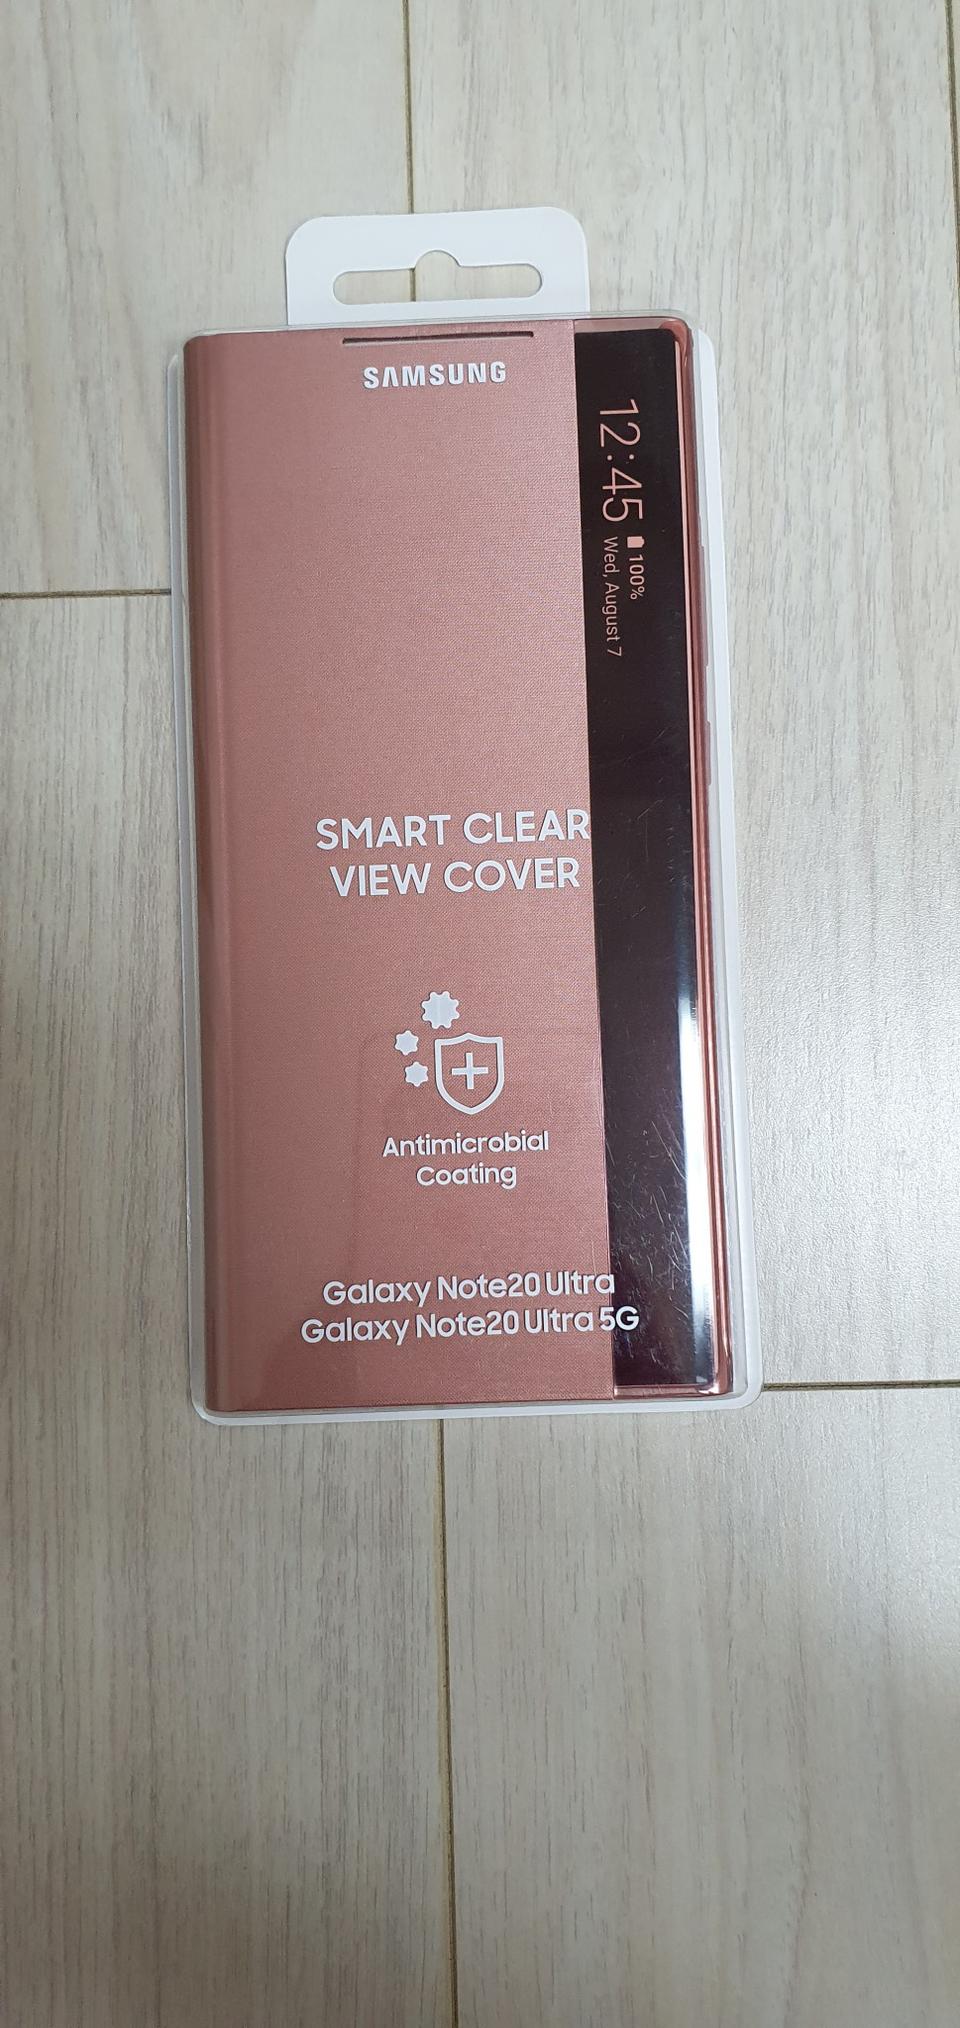 SAMSUNG
12:45
100%
Wed, August 7
SMART CLEAR
VIEW COVER
Antimicrobial
Coating
Galaxy Note20 Ultra
Galaxy Note20 Ultra 5G